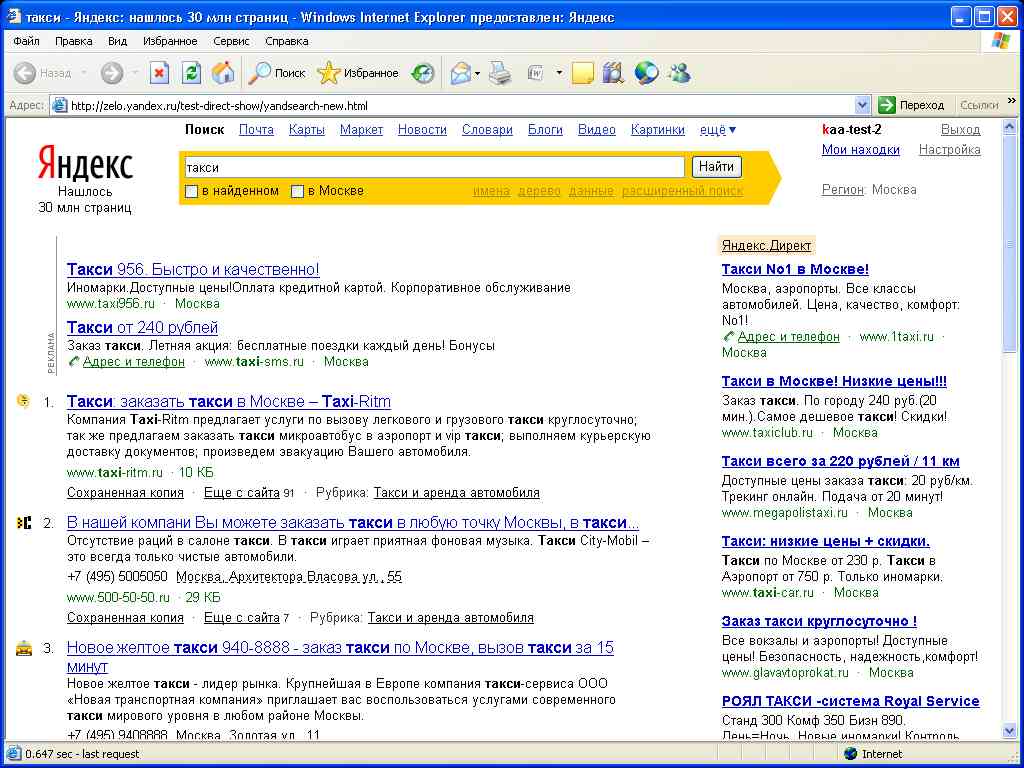 такси - Яндекс: нашлось 30 млн страниц - Windows Internet Explorer предоставлен: Яндекс
Файл Правка Вид Избранное Сервис Справка
Назад Поиск Избранное
Адрес: http://zelo.yandex.ru/test-direct-show/yandsearch-new.html Переход Ссылки »
Поиск Почта Карты Маркет Новости Словари Блоги Видео Картинки ещё ▼
kaa-test-2 Выход
Мои находки Настройка
Регион: Москва
Яндекс
Нашлось
30 млн страниц
такси Найти
в найденном в Москве имена дерево данные расширенный поиск
РЕКЛАМА
Такси 956. Быстро и качественно!
Иномарки.Доступные цены!Оплата кредитной картой. Корпоративное обслуживание
www.taxi956.ru · Москва
Такси от 240 рублей
Заказ такси. Летняя акция: бесплатные поездки каждый день! Бонусы
Адрес и телефон · www.taxi-sms.ru · Москва
1. Такси: заказать такси в Москве – Taxi-Ritm
Компания Taxi-Ritm предлагает услуги по вызову легкового и грузового такси круглосуточно;
так же предлагаем заказать такси микроавтобус в аэропорт и vip такси; выполняем курьерскую
доставку документов; произведем эвакуацию Вашего автомобиля.
www.taxi-ritm.ru · 10 КБ
Сохраненная копия · Еще с сайта 91 · Рубрика: Такси и аренда автомобиля
2. В нашей компани Вы можете заказать такси в любую точку Москвы, в такси...
Отсутствие раций в салоне такси. В такси играет приятная фоновая музыка. Такси City-Mobil –
это всегда только чистые автомобили.
+7 (495) 5005050 Москва, Архитектора Власова ул., 55
www.500-50-50.ru · 29 КБ
Сохраненная копия · Еще с сайта 7 · Рубрика: Такси и аренда автомобиля
3. Новое желтое такси 940-8888 - заказ такси по Москве, вызов такси за 15
минут
Новое желтое такси - лидер рынка. Крупнейшая в Европе компания такси-сервиса ООО
«Новая транспортная компания» приглашает вас воспользоваться услугами современного
такси мирового уровня в любом районе Москвы.
+7 (495) 9408888 Москва, Золотая ул., 11
Яндекс.Директ
Такси No1 в Москве!
Москва, аэропорты. Все классы
автомобилей. Цена, качество, комфорт:
No1!
Адрес и телефон · www.1taxi.ru ·
Москва
Такси в Москве! Низкие цены!!!
Заказ такси. По городу 240 руб.(20
мин.).Самое дешевое такси! Скидки!
www.taxiclub.ru · Москва
Такси всего за 220 рублей / 11 км
Доступные цены заказа такси: 20 руб/км.
Трекинг онлайн. Подача от 20 минут!
www.megapolistaxi.ru · Москва
Такси: низкие цены + скидки.
Такси по Москве от 230 р. Такси в
Аэропорт от 750 р. Только иномарки.
www.taxi-car.ru · Москва
Заказ такси круглосуточно !
Все вокзалы и аэропорты! Доступные
цены! Безопасность, надежность,комфорт!
www.glavavtoprokat.ru · Москва
РОЯЛ ТАКСИ -система Royal Service
Станд 300 Комф 350 Бизн 890.
День=Ночь. Новые иномарки! Контроль
0.647 sec - last request Internet